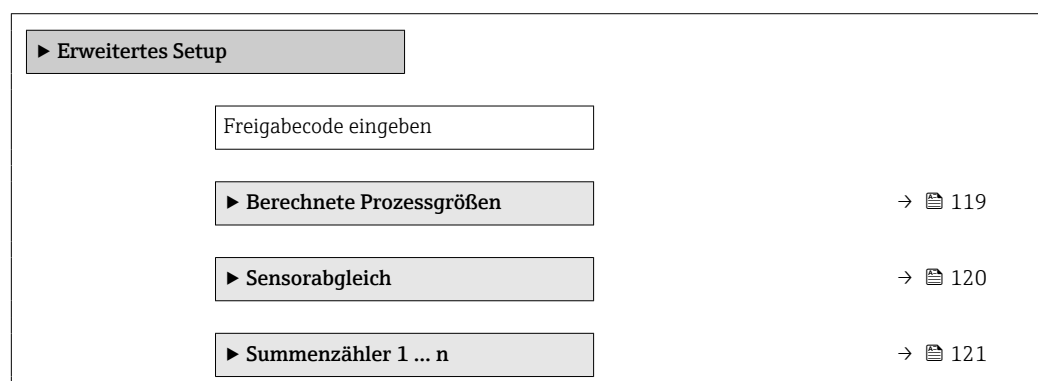 ▶ Erweitertes Setup
Freigabecode eingeben
▶ Berechnete Prozessgrößen → 119
▶ Sensorabgleich → 120
▶ Summenzähler 1 ... n → 121